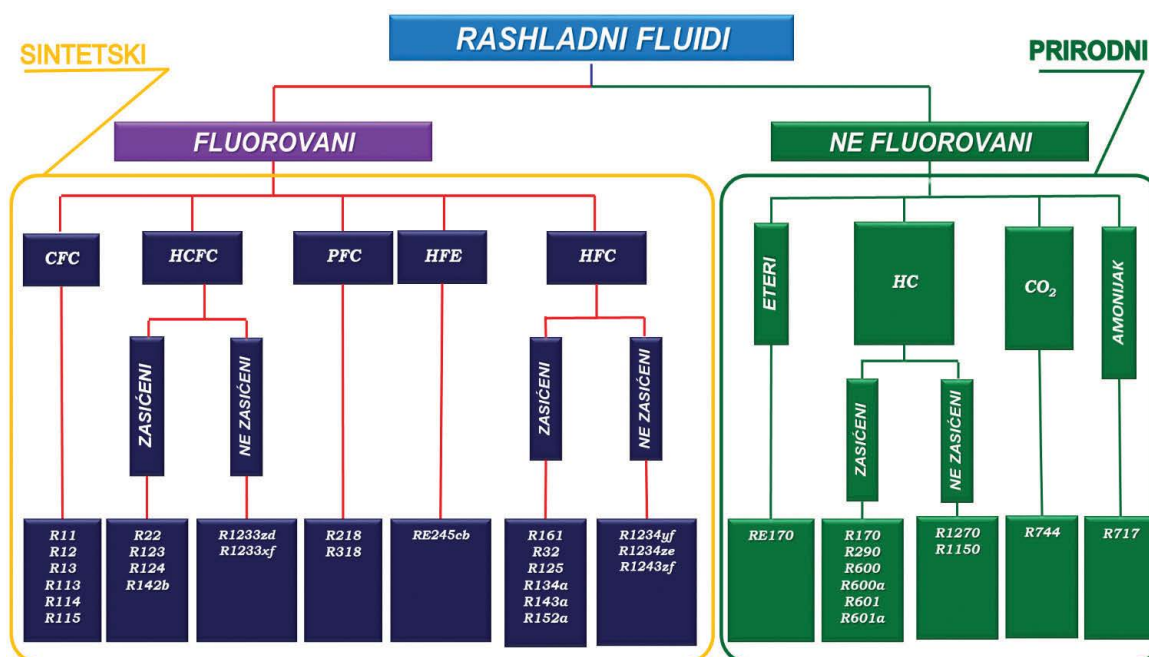 RASHLADNI FLUIDI
SINTETSKI
PRIRODNI
FLUOROVANI
NE FLUOROVANI
CFC
HCFC
PFC
HFE
HFC
ETERI
HC
CO₂
AMONIJAK
ZASIĆENI
NE ZASIĆENI
ZASIĆENI
NE ZASIĆENI
ZASIĆENI
NE ZASIĆENI
R11
R12
R13
R113
R114
R115
R22
R123
R124
R142b
R1233zd
R1233xf
R218
R318
RE245cb
R161
R32
R125
R134a
R143a
R152a
R1234yf
R1234ze
R1243zf
RE170
R170
R290
R600
R600a
R601
R601a
R1270
R1150
R744
R717